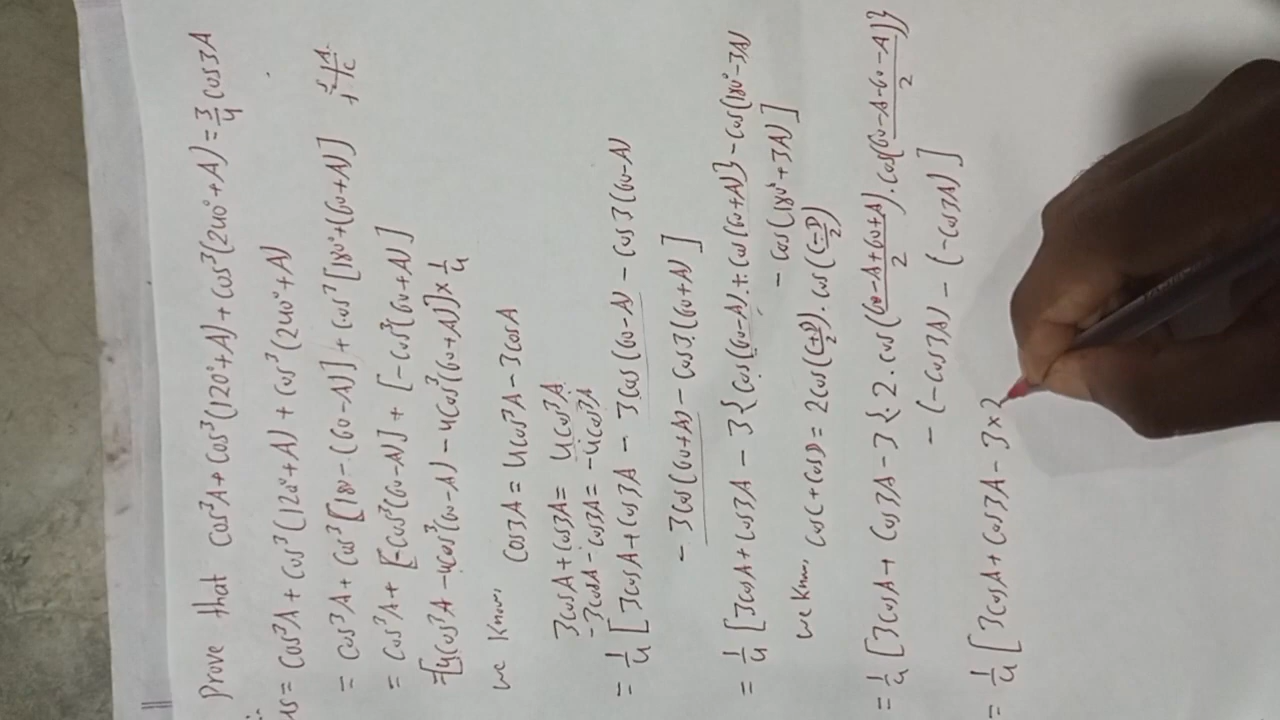 Prove that cos³A + cos³(120°+A) + cos³(240°+A) = 3/4 cos3A
= cos³A + cos³(120°+A) + cos³(240°+A)
= cos³A + cos³[180-(60-A)] + cos³[180°+(60+A)]
= cos³A + [-cos³(60-A)] + [-cos³(60+A)]
=[4cos³A - 4cos³(60-A) - 4cos³(60+A)] × 1/4
we know, cos3A = 4cos³A - 3cosA
3cosA + cos3A = 4cos³A
-3cosA - cos3A = -4cos³A
= 1/4 [3cosA + cos3A - 3cos(60-A) - cos3(60-A)
- 3cos(60+A) - cos3(60+A)]
= 1/4 [3cosA + cos3A - 3{cos(60-A) + cos(60+A)} - cos(180°-3A)
- cos(180°+3A)]
we know, cosC + cosD = 2cos(C+D/2). cos(C-D/2)
= 1/4 [3cosA + cos3A - 3{2.cos(60-A+60+A/2).cos(60-A-60-A/2)}
- (-cos3A) - (-cos3A)]
= 1/4 [3cosA + cos3A - 3×2